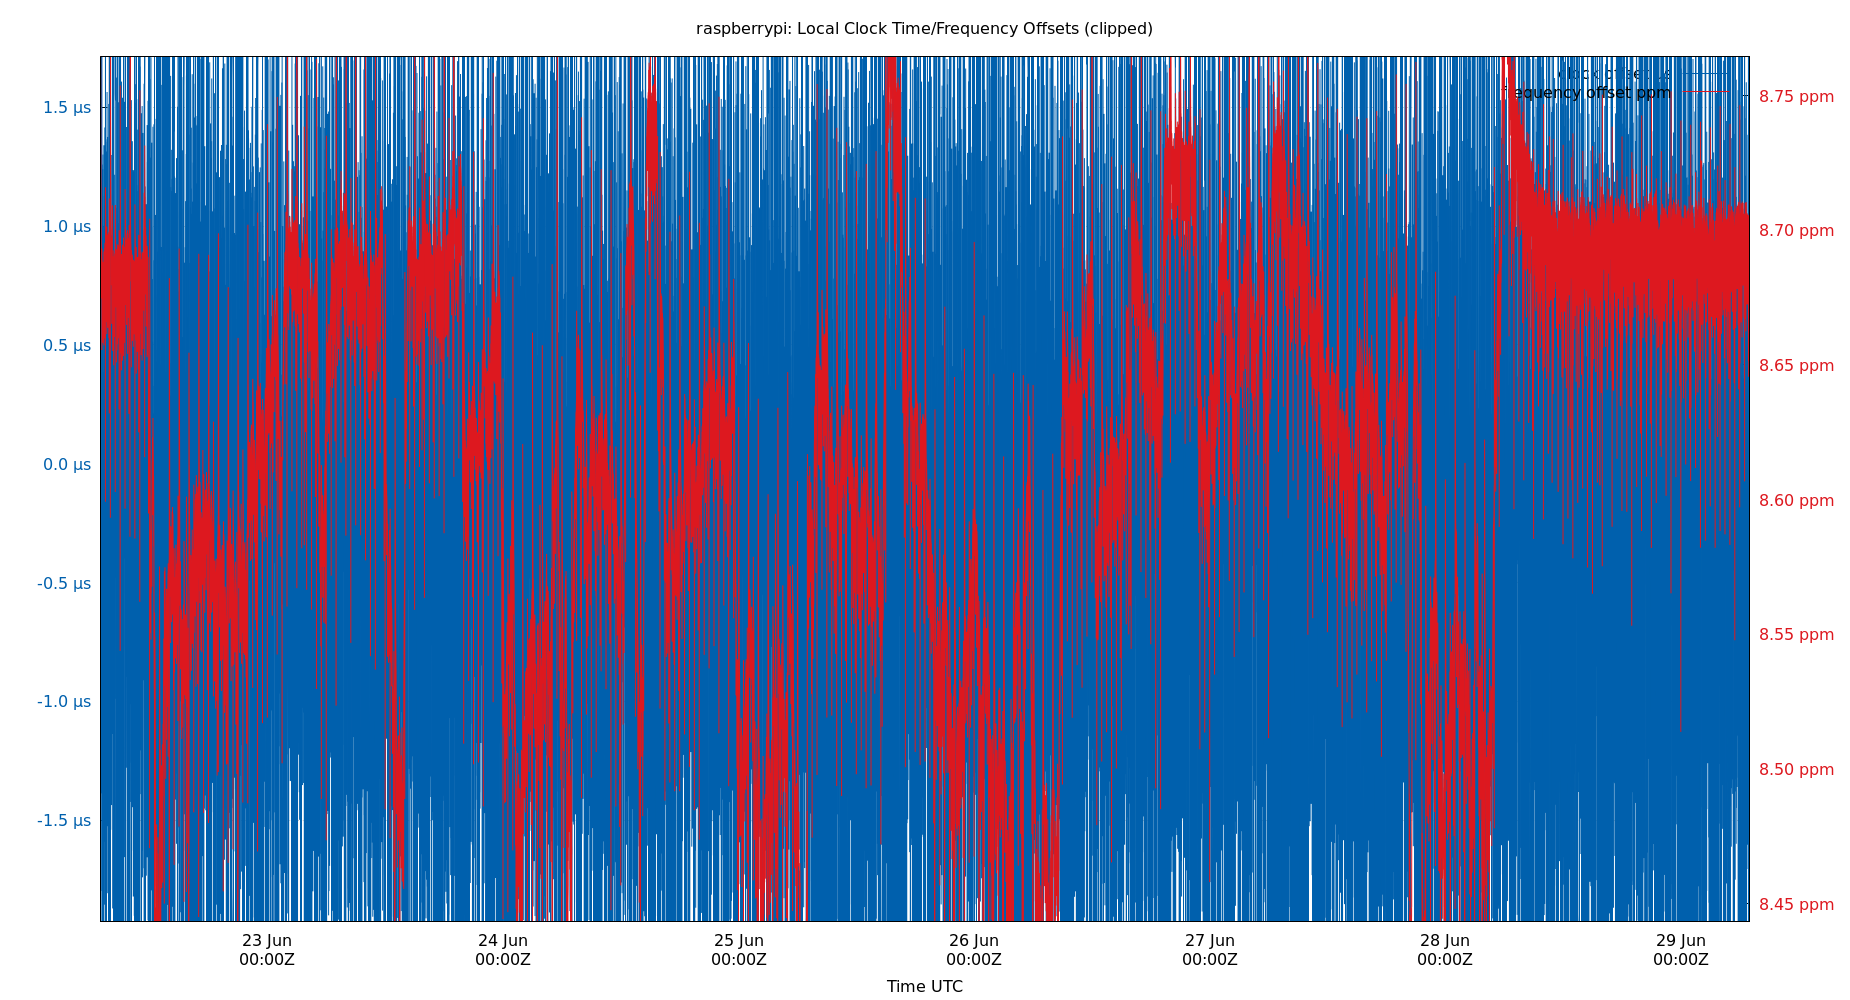 raspberrypi: Local Clock Time/Frequency Offsets (clipped)
clock offset
frequency offset ppm
1.5 µs
1.0 µs
0.5 µs
0.0 µs
-0.5 µs
-1.0 µs
-1.5 µs
8.75 ppm
8.70 ppm
8.65 ppm
8.60 ppm
8.55 ppm
8.50 ppm
8.45 ppm
23 Jun 24 Jun 25 Jun 26 Jun 27 Jun 28 Jun 29 Jun
00:00Z 00:00Z 00:00Z 00:00Z 00:00Z 00:00Z 00:00Z
Time UTC